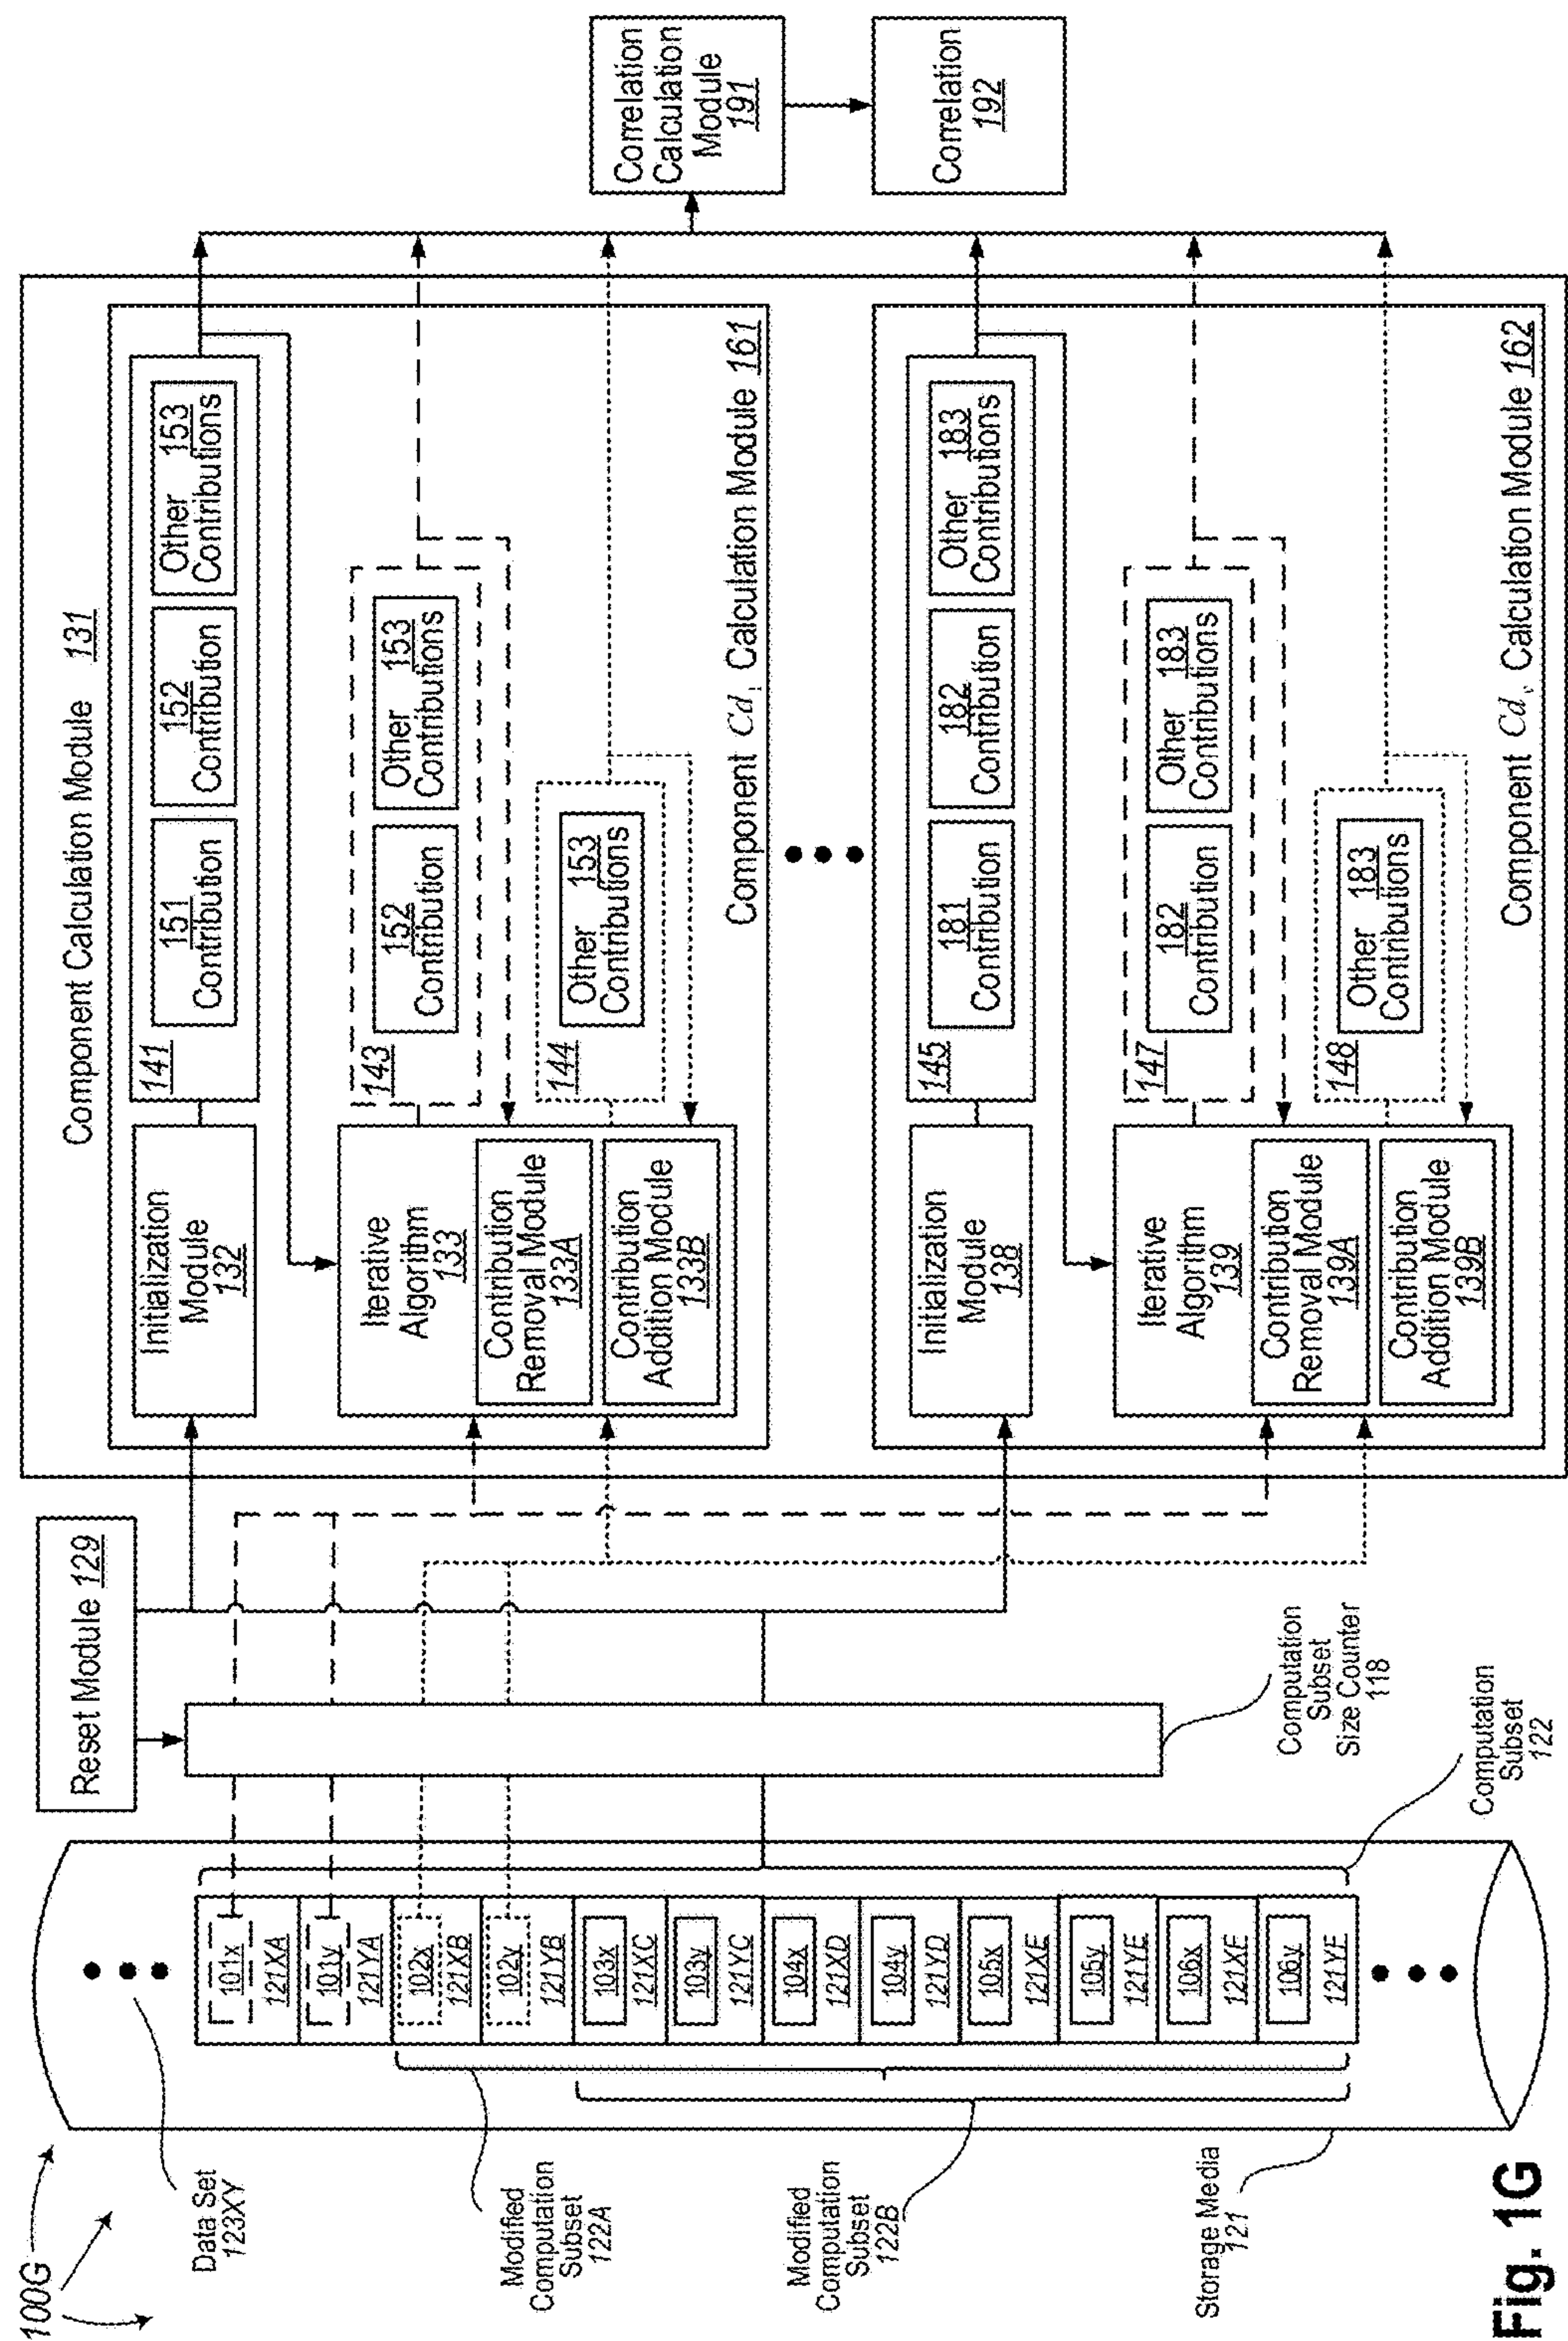 100G
Data Set
123XY
Modified
Computation
Subset
122A
Modified
Computation
Subset
122B
Storage Media
121
101x
121XA
101y
121YA
102x
121XB
102y
121YB
103x
121XC
103y
121YC
104x
121XD
104y
121YD
105x
121XE
105y
121YE
106x
121XF
106y
121YF
Computation
Subset
122
Computation
Subset
Size Counter
118
Reset Module 129
Component Calculation Module 131
Initialization
Module
132
141
151
Contribution
152
Contribution
Other 153
Contributions
Iterative
Algorithm
133
Contribution
Removal Module
133A
Contribution
Addition Module
133B
143
152
Contribution
Other 153
Contributions
144
Other 153
Contributions
Component Cd₁ Calculation Module 161
Initialization
Module
138
145
181
Contribution
182
Contribution
Other 183
Contributions
Iterative
Algorithm
139
Contribution
Removal Module
139A
Contribution
Addition Module
139B
147
182
Contribution
Other 183
Contributions
148
Other 183
Contributions
Component Cd Calculation Module 162
Correlation
Calculation
Module
191
Correlation
192
Fig. 1G